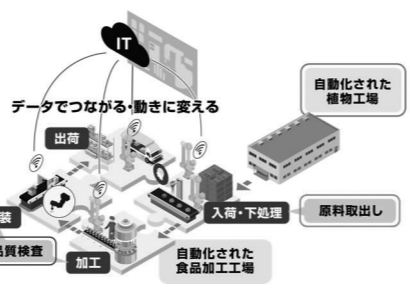 IT
データでつながる・動きに変える
自動化された
植物工場
出荷
入荷・下処理
原料取出し
装
品質検査
加工
自動化された
食品加工工場